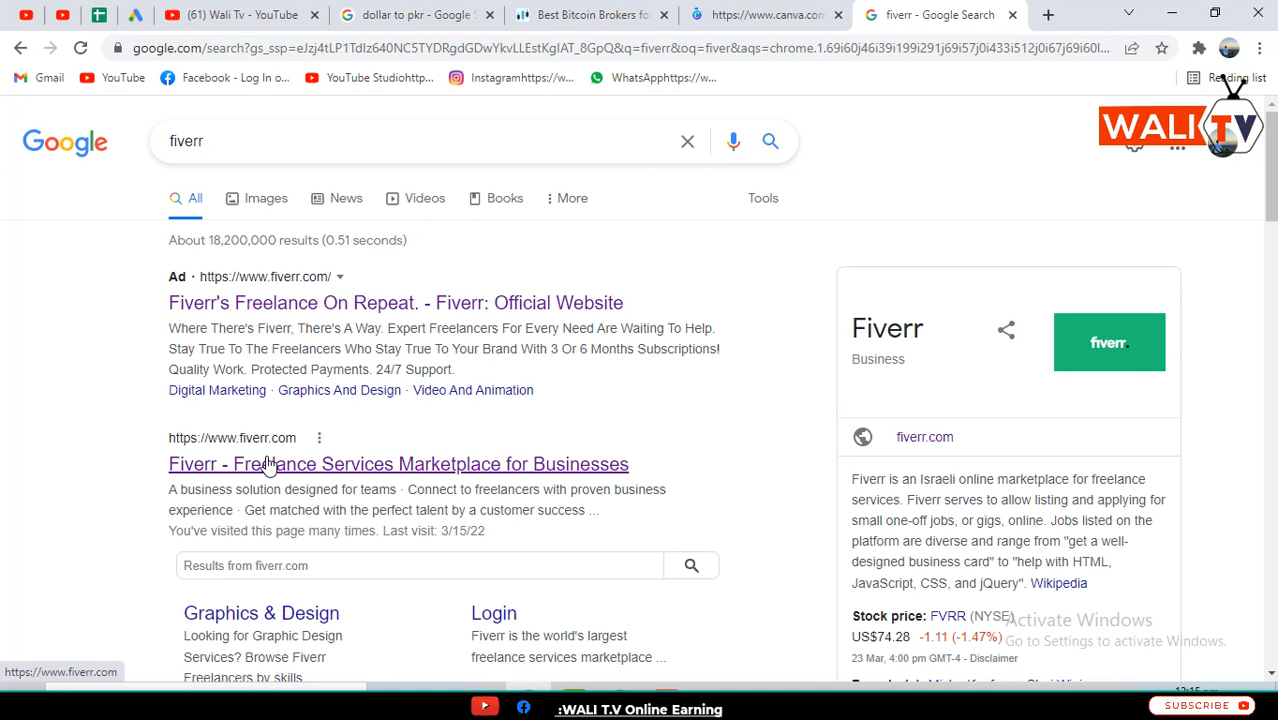 (61) Wali Tv - YouTube
dollar to pkr - Google S
Best Bitcoin Brokers for
https://www.canva.com
fiverr - Google Search
google.com/search?gs_ssp=eJzj4tLP1TdIz640NC5TYDRgdGDwYkvLLEstKgIAT_8GpQ&q=fiverr&oq=fiver&aqs=chrome.1.69i60j46i39i199i291j69i57j0i433i512j0i67j69i60l...
Gmail
YouTube
Facebook - Log In o...
YouTube Studiohttp...
Instagramhttps://w...
WhatsApphttps://w...
Reading list
WALI TV
Google
fiverr
All
Images
News
Videos
Books
More
Tools
About 18,200,000 results (0.51 seconds)
Ad · https://www.fiverr.com/
Fiverr's Freelance On Repeat. - Fiverr: Official Website
Where There's Fiverr, There's A Way. Expert Freelancers For Every Need Are Waiting To Help.
Stay True To The Freelancers Who Stay True To Your Brand With 3 Or 6 Months Subscriptions!
Quality Work. Protected Payments. 24/7 Support.
Digital Marketing · Graphics And Design · Video And Animation
https://www.fiverr.com
Fiverr - Freelance Services Marketplace for Businesses
A business solution designed for teams · Connect to freelancers with proven business
experience · Get matched with the perfect talent by a customer success ...
You've visited this page many times. Last visit: 3/15/22
Results from fiverr.com
Graphics & Design
Looking for Graphic Design
Services? Browse Fiverr
Freelancers by skills
Login
Fiverr is the world's largest
freelance services marketplace ...
Fiverr
Business
fiverr.
fiverr.com
Fiverr is an Israeli online marketplace for freelance
services. Fiverr serves to allow listing and applying for
small one-off jobs, or gigs, online. Jobs listed on the
platform are diverse and range from "get a well-
designed business card" to "help with HTML,
JavaScript, CSS, and jQuery". Wikipedia
Stock price: FVRR (NYSE)
US$74.28 -1.11 (-1.47%)
23 Mar, 4:00 pm GMT-4 - Disclaimer
Activate Windows
Go to Settings to activate Windows.
https://www.fiverr.com
:WALI T.V Online Earning
SUBSCRIBE